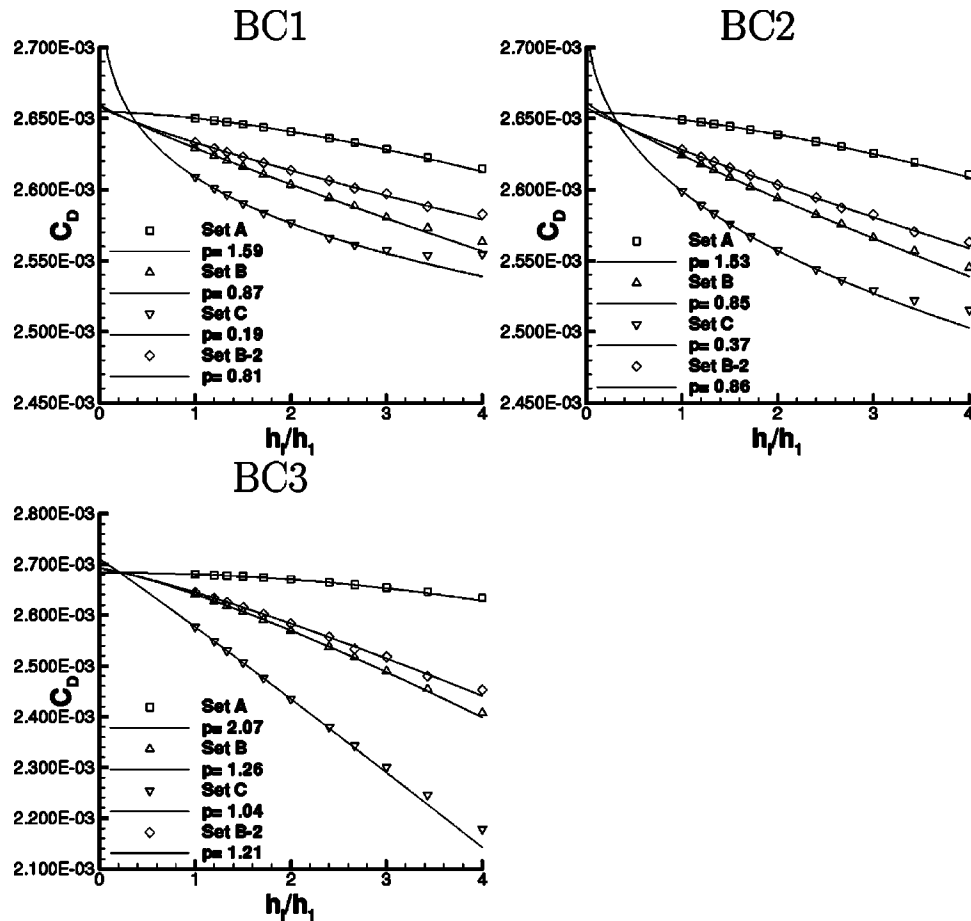 BC1
2.700E-03
2.650E-03
2.600E-03
2.550E-03
2.500E-03
2.450E-03
C_D
Set A
p= 1.59
Set B
p= 0.87
Set C
p= 0.19
Set B-2
p= 0.81
0 1 2 3 4
h_i/h_1
BC2
2.700E-03
2.650E-03
2.600E-03
2.550E-03
2.500E-03
2.450E-03
C_D
Set A
p= 1.53
Set B
p= 0.85
Set C
p= 0.37
Set B-2
p= 0.86
0 1 2 3 4
h_i/h_1
BC3
2.800E-03
2.700E-03
2.600E-03
2.500E-03
2.400E-03
2.300E-03
2.200E-03
2.100E-03
C_D
Set A
p= 2.07
Set B
p= 1.26
Set C
p= 1.04
Set B-2
p= 1.21
0 1 2 3 4
h_i/h_1